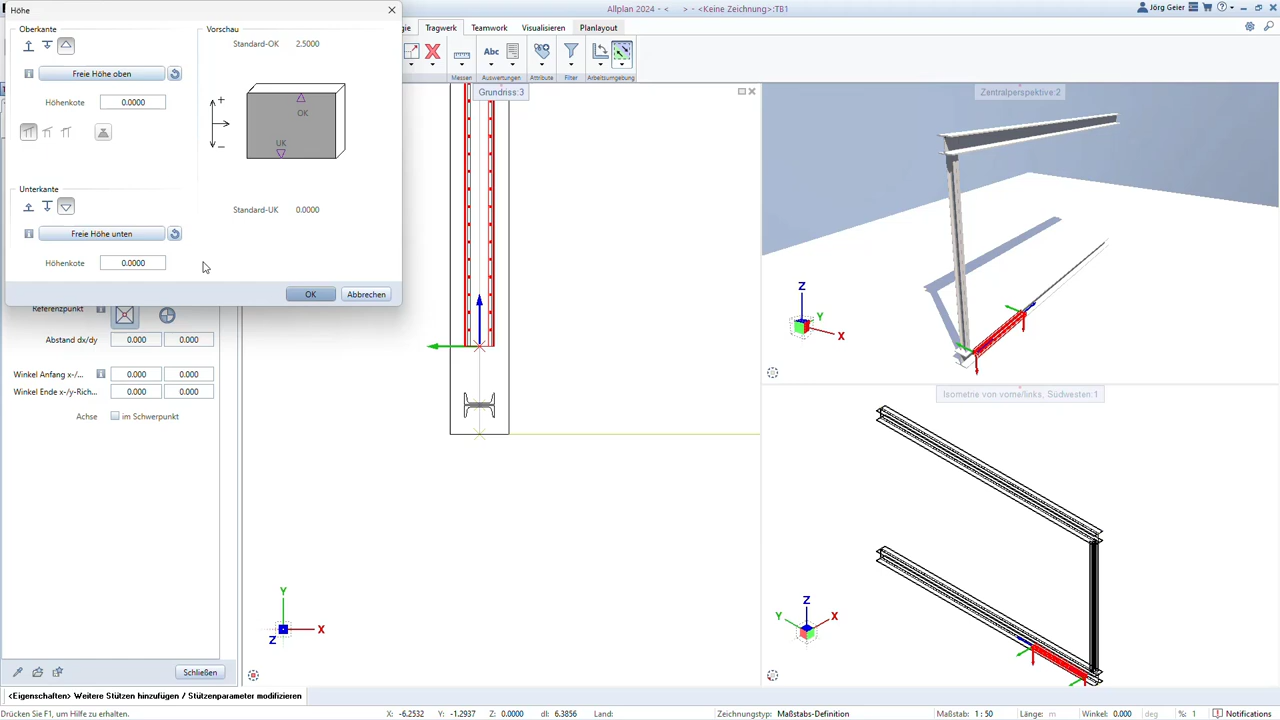 Höhe
Allplan 2024 - < > - <Keine Zeichnung>:TB1
Jörg Geier
gie
Tragwerk
Teamwork
Visualisieren
Planlayout
Abc
Messen
Auswertungen
Attribute
Filter
Arbeitsumgebung
Oberkante
Freie Höhe oben
Höhenkote
0.0000
Unterkante
Freie Höhe unten
Höhenkote
0.0000
Vorschau
Standard-OK
2.5000
OK
UK
Standard-UK
0.0000
OK
Abbrechen
Referenzpunkt
Abstand dx/dy
0.000
0.000
Winkel Anfang x-/...
0.000
0.000
Winkel Ende x-/y-Rich...
0.000
0.000
Achse
im Schwerpunkt
Schließen
Grundriss:3
Y
X
Z
Zentralperspektive:2
Z
Y
X
Isometrie von vorne/links, Südwesten:1
Z
Y
X
<Eigenschaften> Weitere Stützen hinzufügen / Stützenparameter modifizieren
Drücken Sie F1, um Hilfe zu erhalten.
X: -6.2532
Y: -1.2937
Z: 0.0000
dl: 6.3856
Land:
Zeichnungstyp: Maßstabs-Definition
Maßstab: 1 : 50
Länge: m
Winkel: 0.000
deg
%: 1
Notifications